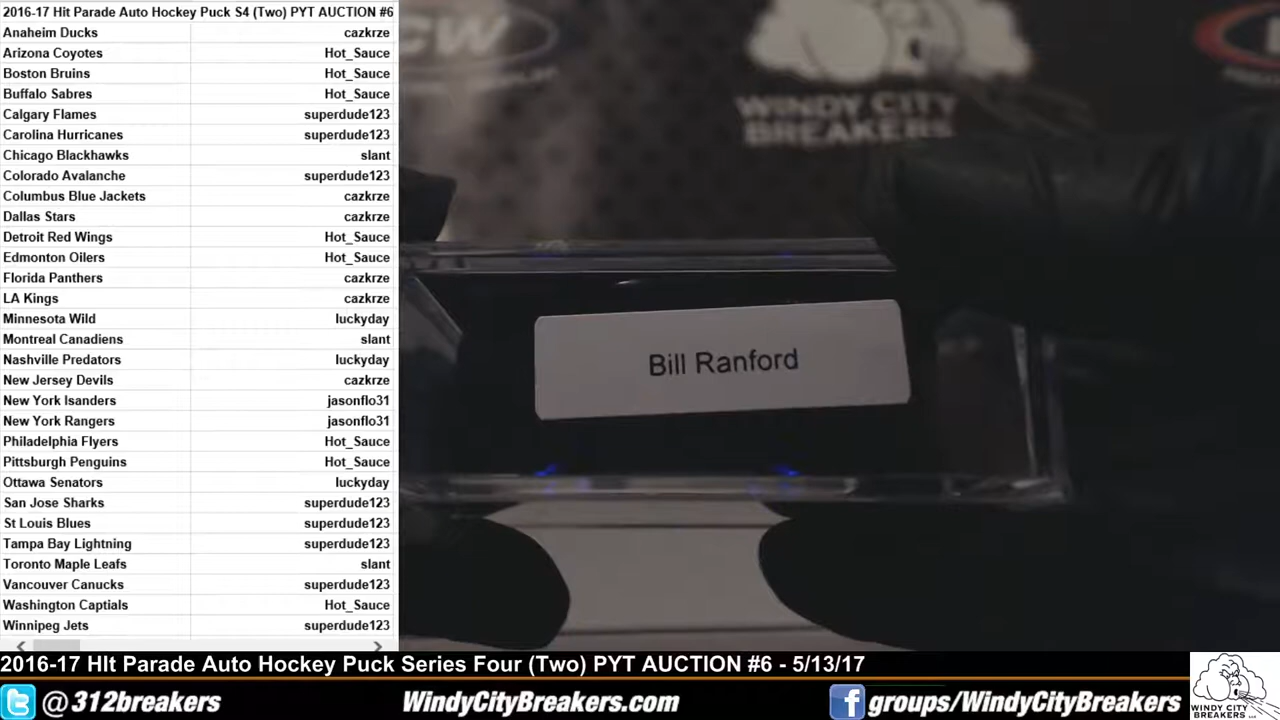 2016-17 Hit Parade Auto Hockey Puck S4 (Two) PYT AUCTION #6
Anaheim Ducks cazkrze
Arizona Coyotes Hot_Sauce
Boston Bruins Hot_Sauce
Buffalo Sabres Hot_Sauce
Calgary Flames superdude123
Carolina Hurricanes superdude123
Chicago Blackhawks slant
Colorado Avalanche superdude123
Columbus Blue Jackets cazkrze
Dallas Stars cazkrze
Detroit Red Wings Hot_Sauce
Edmonton Oilers Hot_Sauce
Florida Panthers cazkrze
LA Kings cazkrze
Minnesota Wild luckyday
Montreal Canadiens slant
Nashville Predators luckyday
New Jersey Devils cazkrze
New York Isanders jasonflo31
New York Rangers jasonflo31
Philadelphia Flyers Hot_Sauce
Pittsburgh Penguins Hot_Sauce
Ottawa Senators luckyday
San Jose Sharks superdude123
St Louis Blues superdude123
Tampa Bay Lightning superdude123
Toronto Maple Leafs slant
Vancouver Canucks superdude123
Washington Captials Hot_Sauce
Winnipeg Jets superdude123
WINDY CITY
BREAKERS
Bill Ranford
2016-17 HIt Parade Auto Hockey Puck Series Four (Two) PYT AUCTION #6 - 5/13/17
@312breakers
WindyCityBreakers.com
groups/WindyCityBreakers
WINDY CITY
BREAKERS